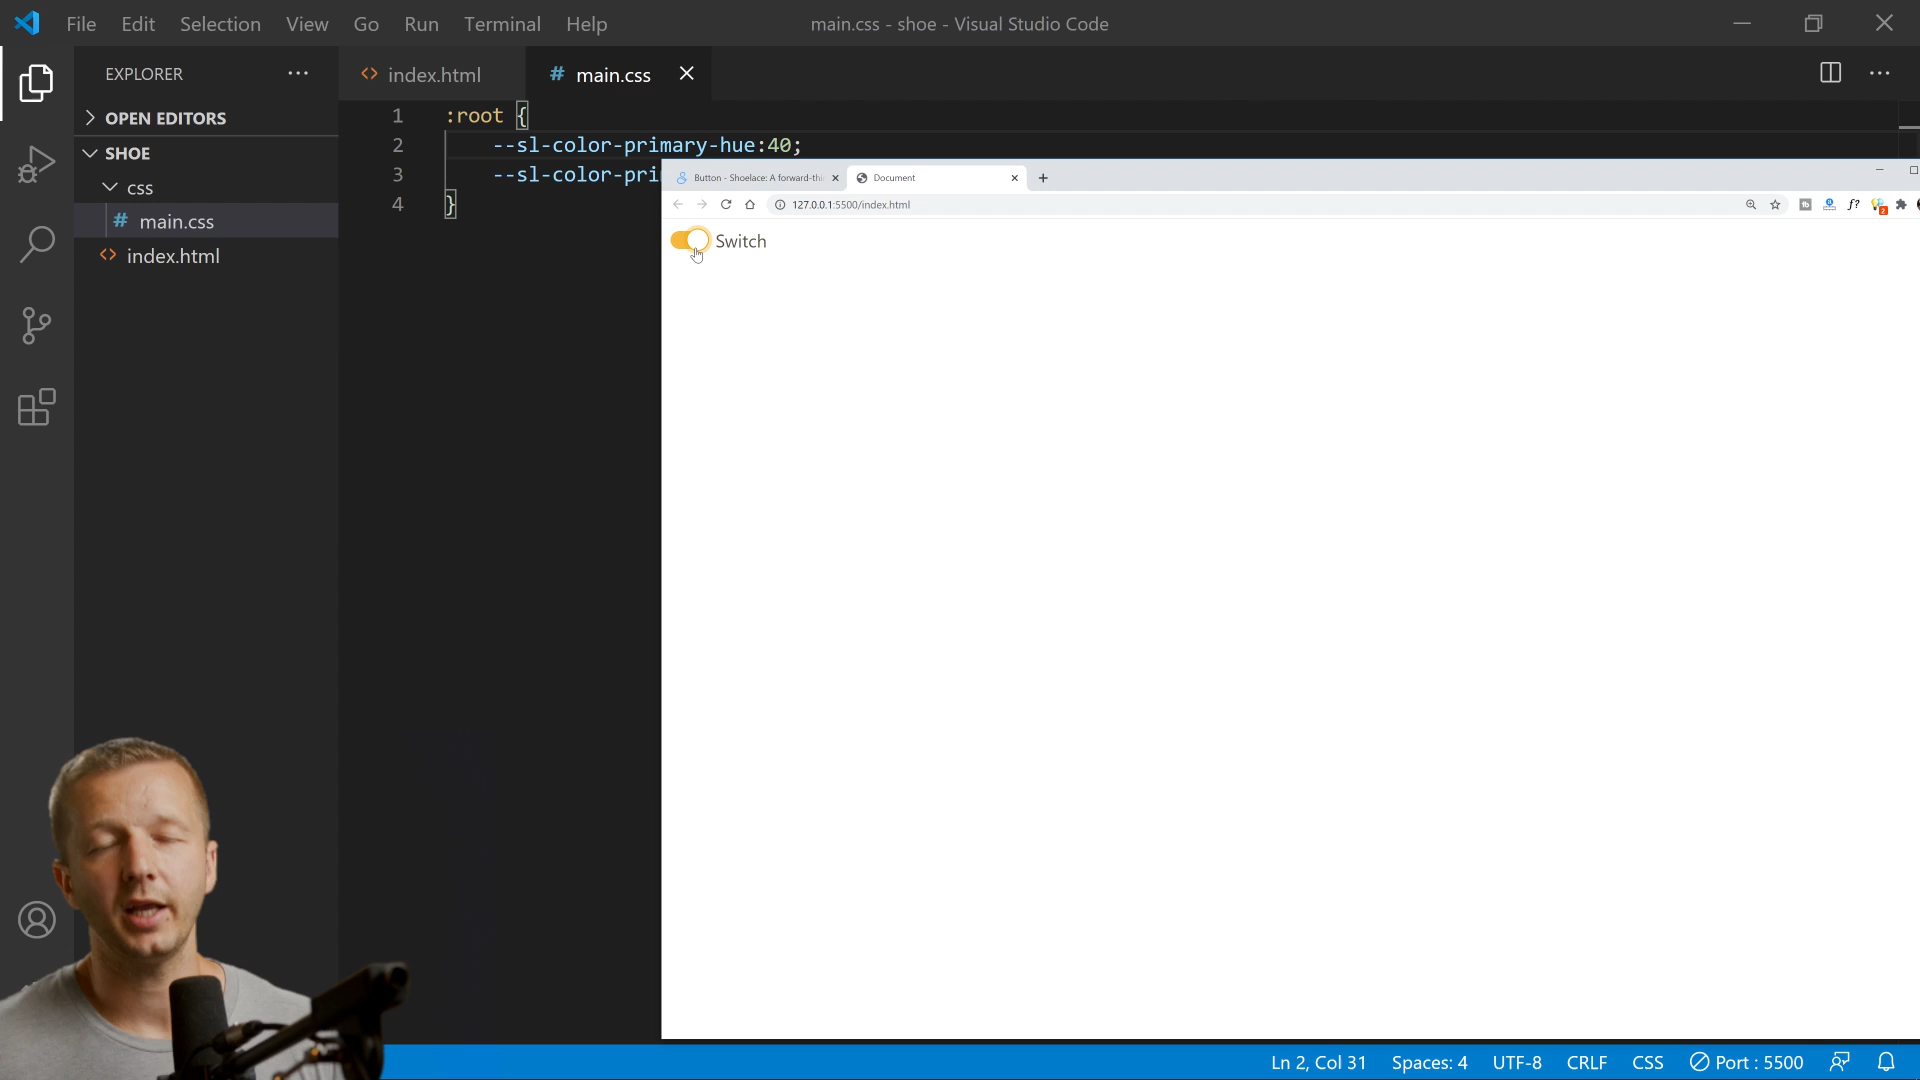 File Edit Selection View Go Run Terminal Help
main.css - shoe - Visual Studio Code
EXPLORER ...
OPEN EDITORS
SHOE
css
# main.css
<> index.html
<> index.html
# main.css
1 :root {
2 --sl-color-primary-hue:40;
3 --sl-color-pri
4 }
Button - Shoelace: A forward-thi
Document
127.0.0.1:5500/index.html
f?
2
Switch
Ln 2, Col 31 Spaces: 4 UTF-8 CRLF CSS Port : 5500